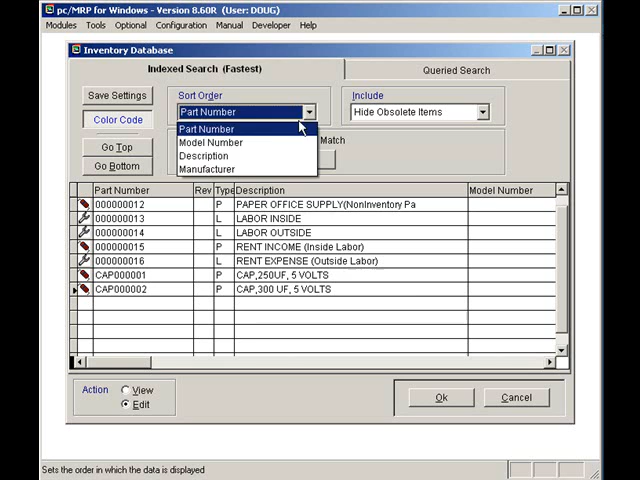 pc/MRP for Windows - Version 8.60R (User: DOUG)
Modules Tools Optional Configuration Manual Developer Help
Inventory Database
Indexed Search (Fastest) Queried Search
Save Settings
Color Code
Go Top
Go Bottom
Sort Order
Part Number
Part Number
Model Number
Description
Manufacturer
Match
Include
Hide Obsolete Items
Part Number Rev Type Description Model Number
000000012 P PAPER OFFICE SUPPLY(NonInventory Pa
000000013 L LABOR INSIDE
000000014 L LABOR OUTSIDE
000000015 P RENT INCOME (Inside Labor)
000000016 L RENT EXPENSE (Outside Labor)
CAP000001 P CAP,250UF, 5 VOLTS
CAP000002 P CAP,300 UF, 5 VOLTS
Action View
Edit
Ok Cancel
Sets the order in which the data is displayed